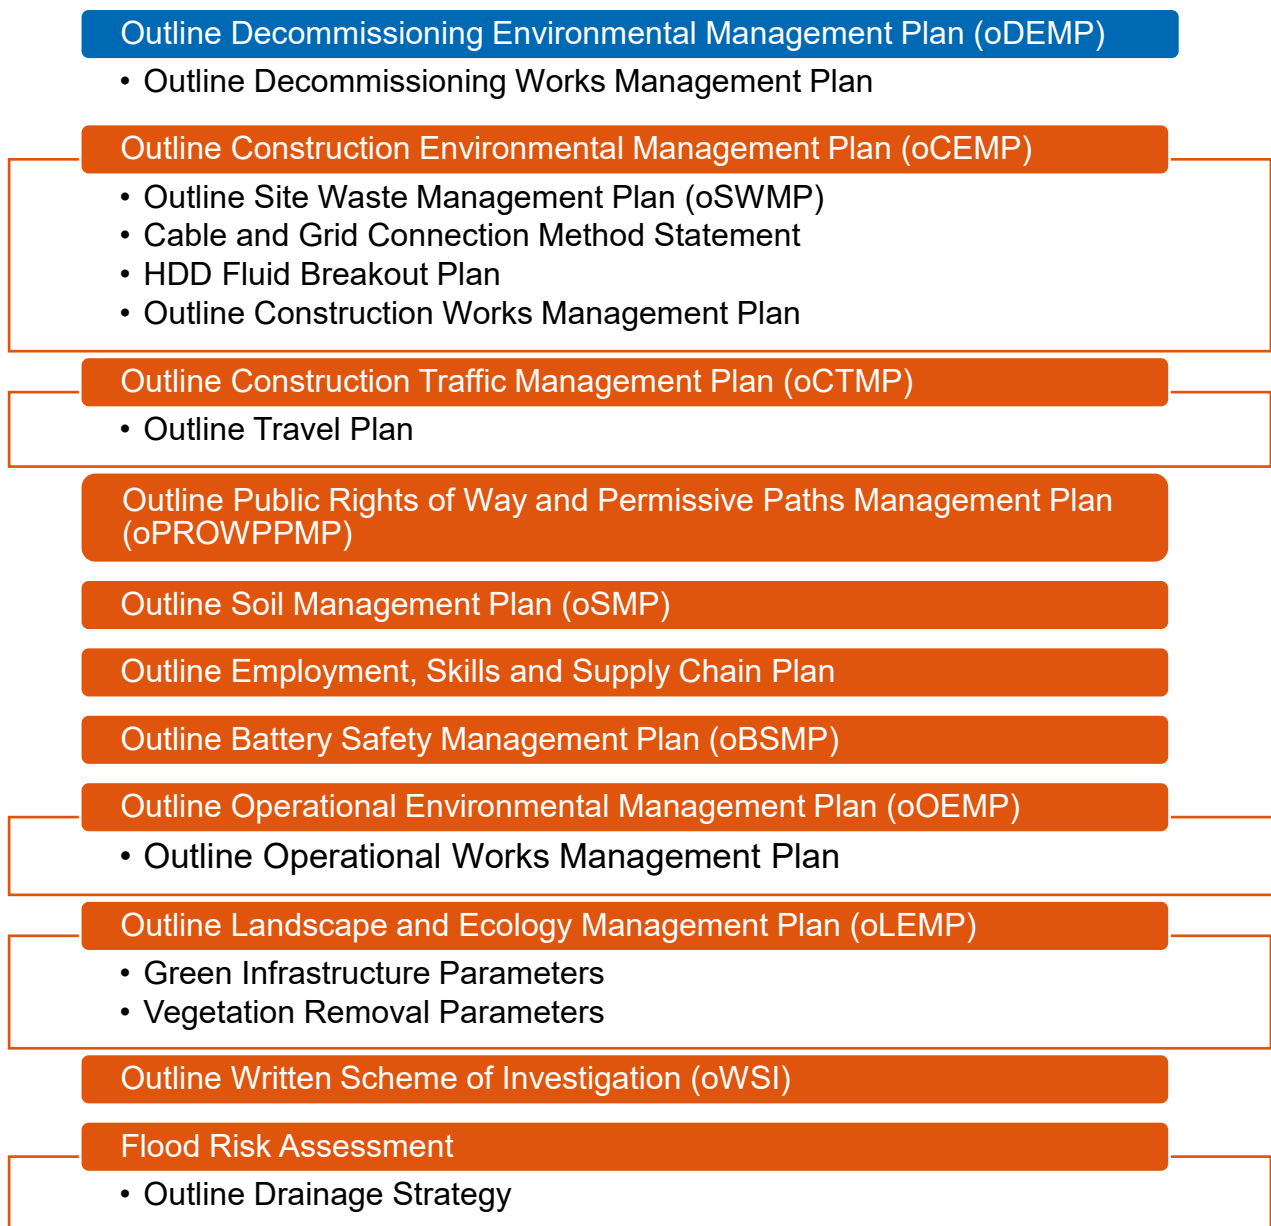 Outline Decommissioning Environmental Management Plan (oDEMP)
• Outline Decommissioning Works Management Plan
Outline Construction Environmental Management Plan (oCEMP)
• Outline Site Waste Management Plan (oSWMP)
• Cable and Grid Connection Method Statement
• HDD Fluid Breakout Plan
• Outline Construction Works Management Plan
Outline Construction Traffic Management Plan (oCTMP)
• Outline Travel Plan
Outline Public Rights of Way and Permissive Paths Management Plan
(oPROWPPMP)
Outline Soil Management Plan (oSMP)
Outline Employment, Skills and Supply Chain Plan
Outline Battery Safety Management Plan (oBSMP)
Outline Operational Environmental Management Plan (oOEMP)
• Outline Operational Works Management Plan
Outline Landscape and Ecology Management Plan (oLEMP)
• Green Infrastructure Parameters
• Vegetation Removal Parameters
Outline Written Scheme of Investigation (oWSI)
Flood Risk Assessment
• Outline Drainage Strategy